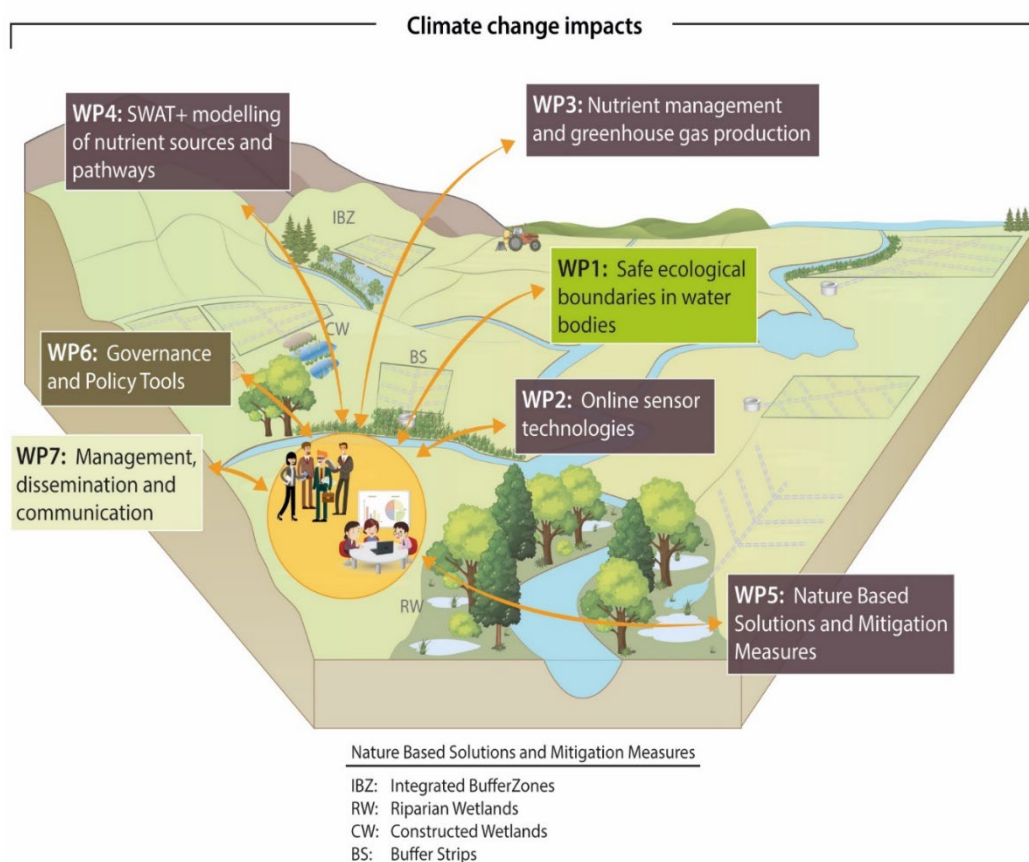 Climate change impacts
WP4: SWAT+ modelling
of nutrient sources and
pathways
WP3: Nutrient management
and greenhouse gas production
IBZ
WP1: Safe ecological
boundaries in water
bodies
CW
WP6: Governance
and Policy Tools
BS
WP2: Online sensor
technologies
WP7: Management,
dissemination and
communication
RW
WP5: Nature Based
Solutions and Mitigation
Measures
Nature Based Solutions and Mitigation Measures
IBZ: Integrated BufferZones
RW: Riparian Wetlands
CW: Constructed Wetlands
BS: Buffer Strips